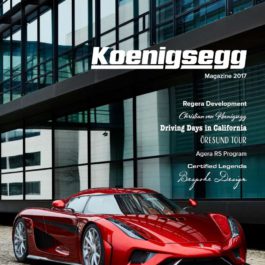 Koenigsegg
Magazine 2017
Regera Development
Christian von Koenigsegg
Driving Days in California
ÖRESUND TOUR
Agera RS Program
Certified Legends
Bespoke Design